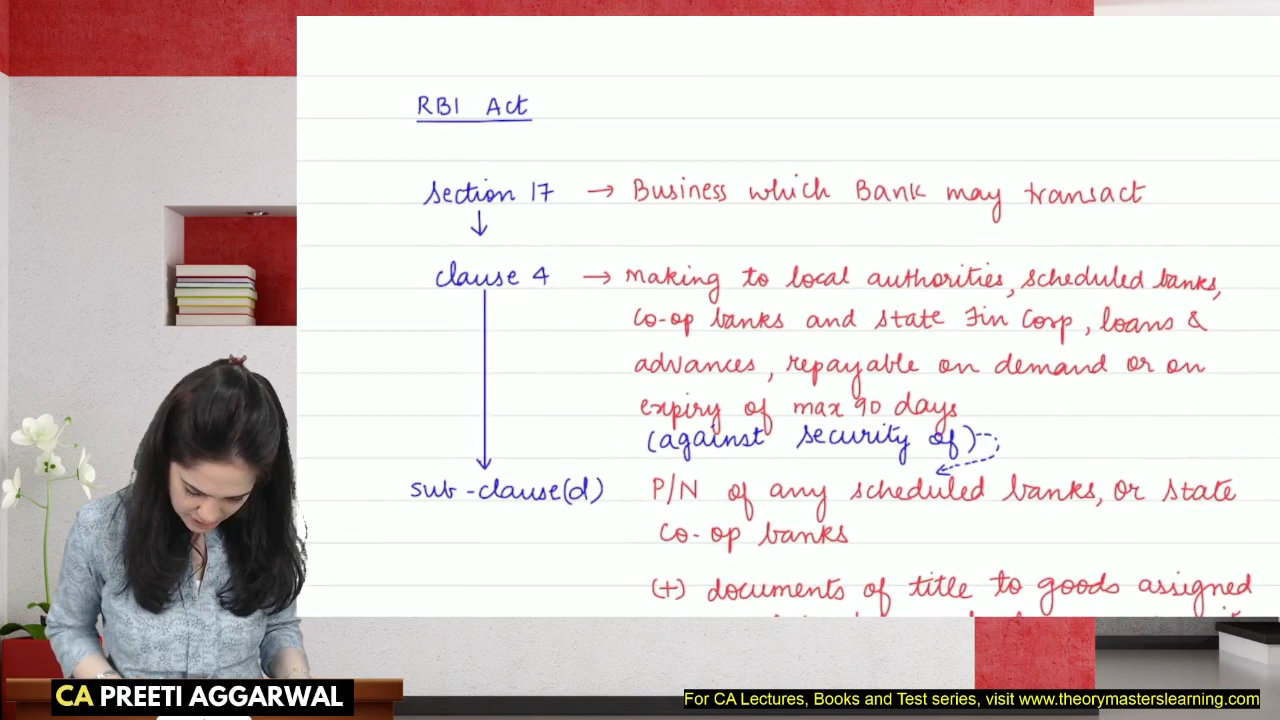 RBI Act
Section 17 → Business which Bank may transact
clause 4 → Making to local authorities, scheduled banks,
co-op banks and state Fin Corp, loans &
advances, repayable on demand or on
expiry of max 90 days
(against security of)
sub-clause(d) P/N of any scheduled banks, or state
co-op banks
(+) documents of title to goods assigned
CA PREETI AGGARWAL
For CA Lectures, Books and Test series, visit www.theorymasterslearning.com